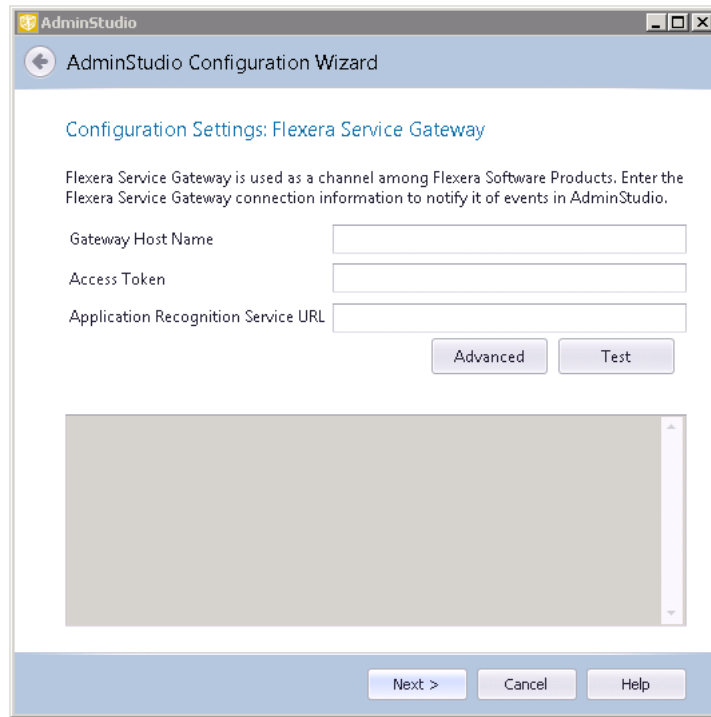 AdminStudio
AdminStudio Configuration Wizard
Configuration Settings: Flexera Service Gateway
Flexera Service Gateway is used as a channel among Flexera Software Products. Enter the
Flexera Service Gateway connection information to notify it of events in AdminStudio.
Gateway Host Name
Access Token
Application Recognition Service URL
Advanced Test
Next > Cancel Help